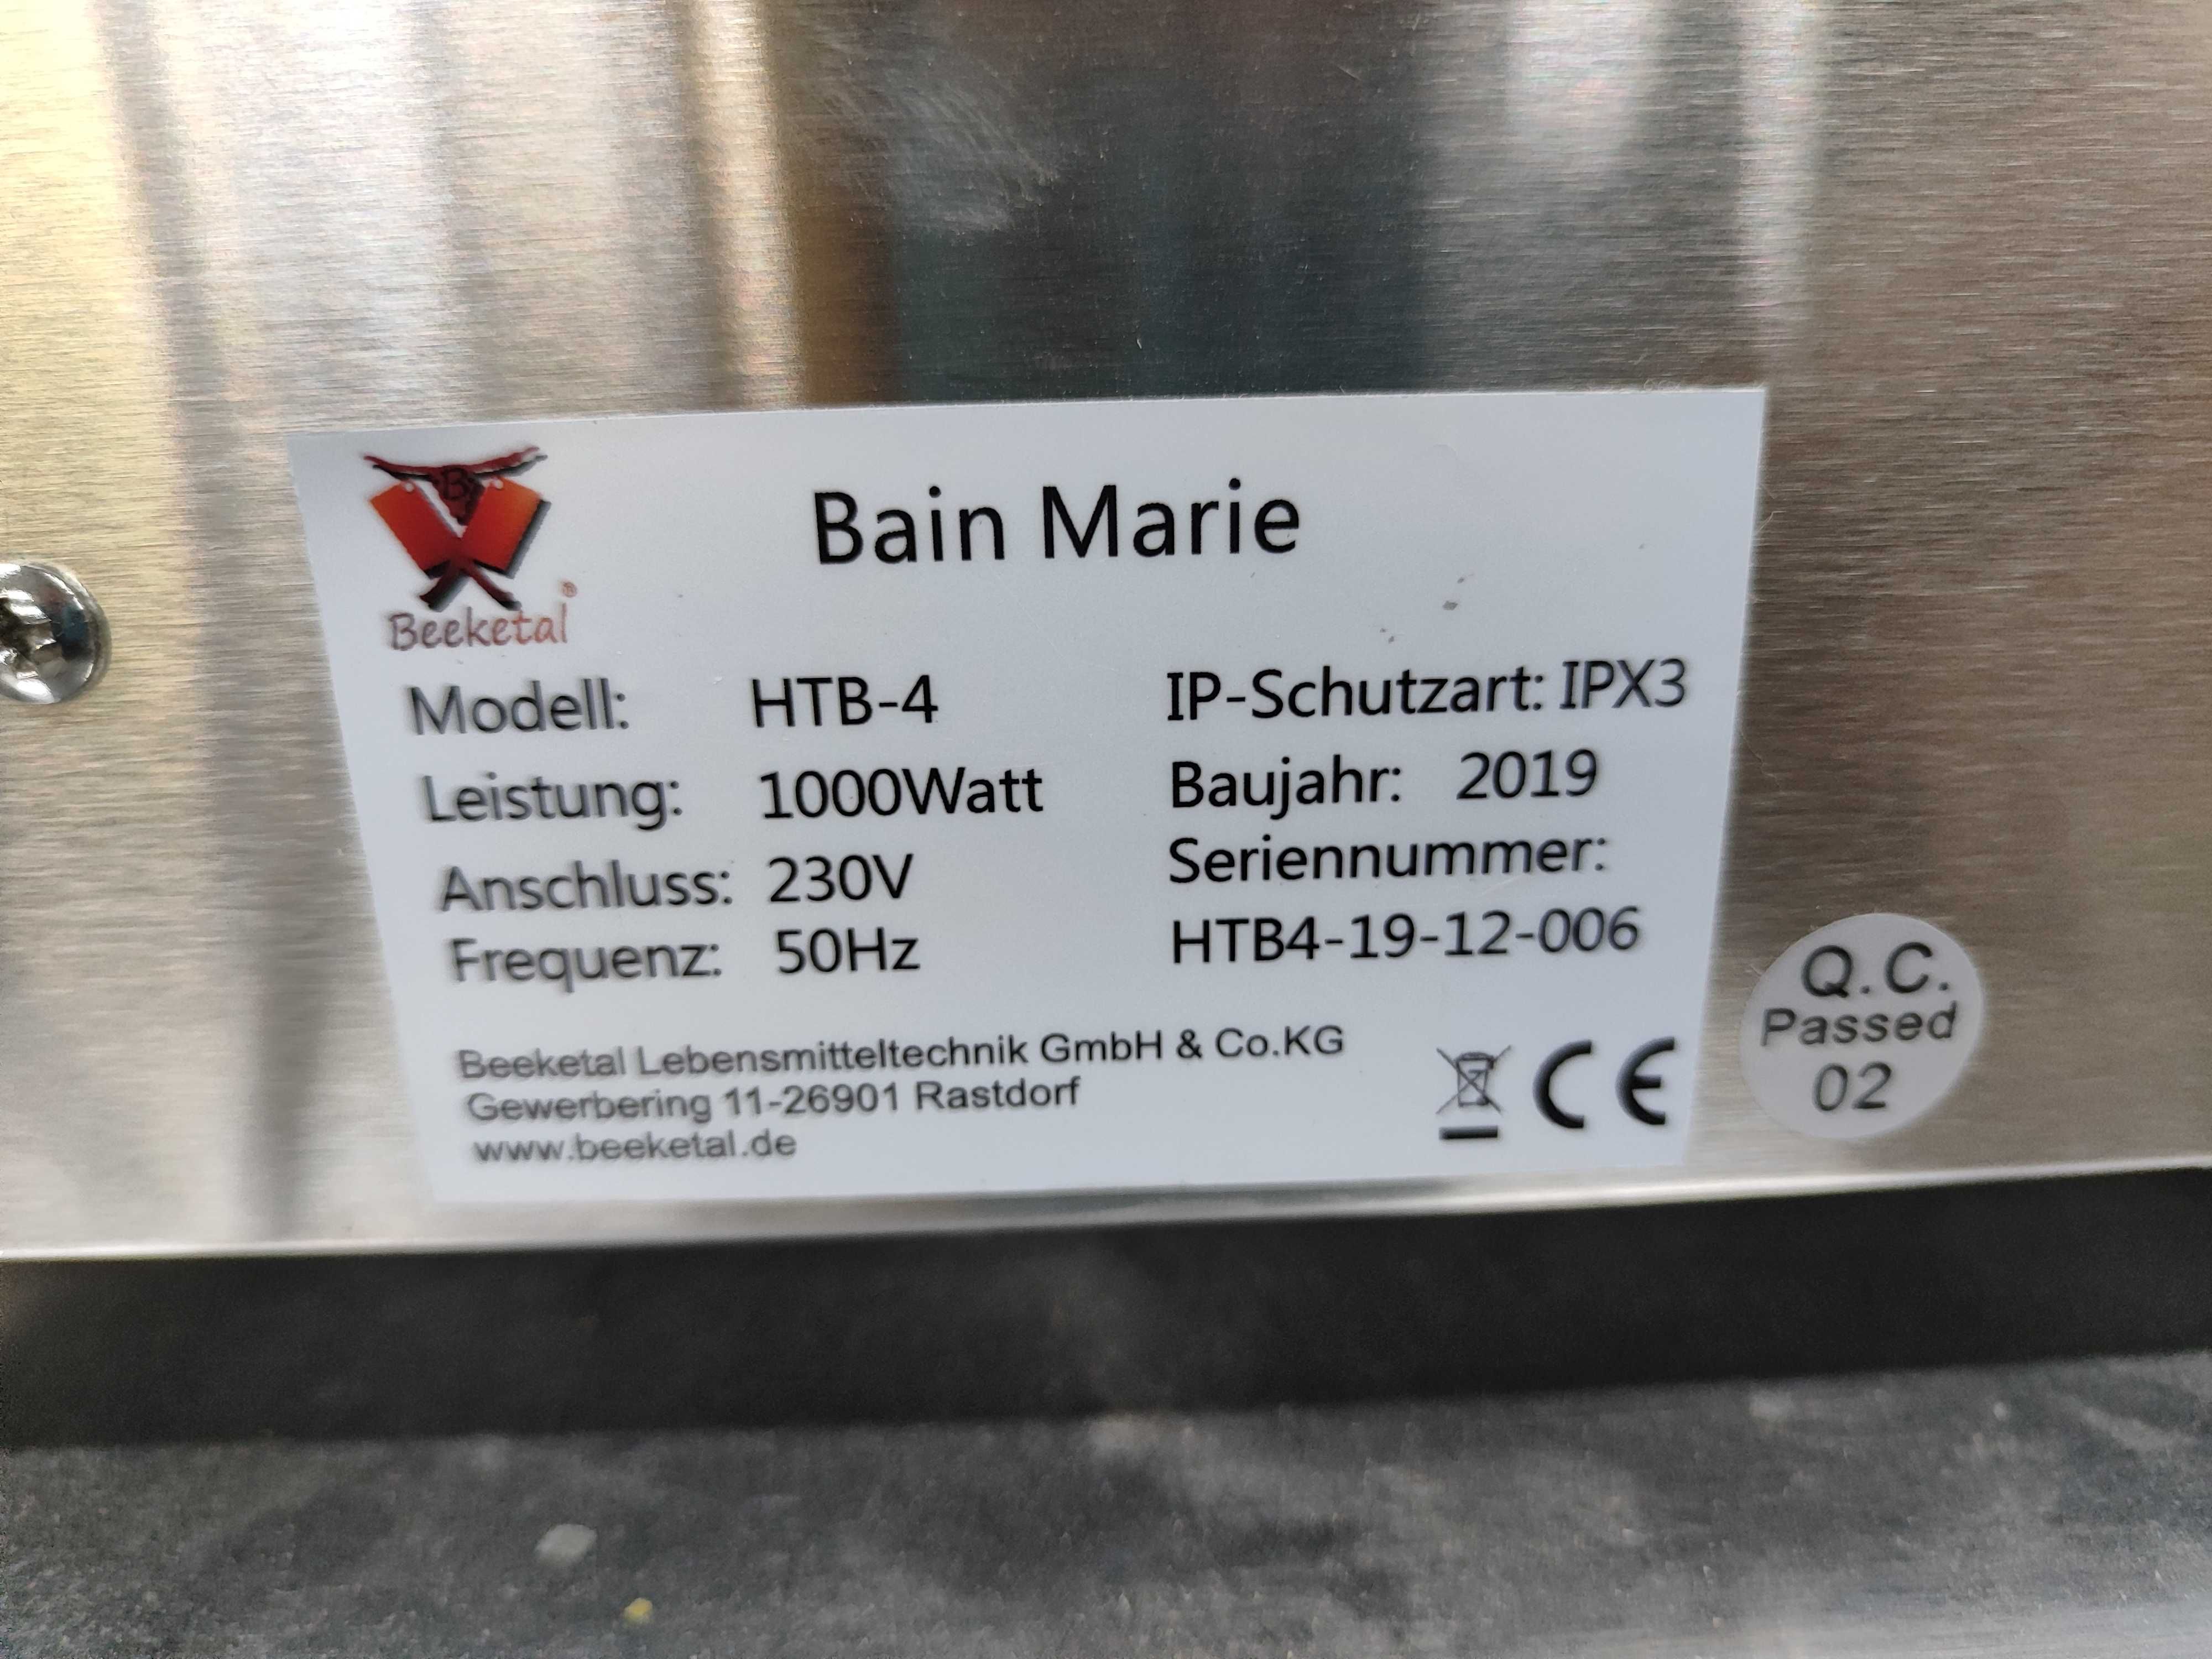 Bain Marie
B
Beeketal®
Modell: HTB-4
Leistung: 1000Watt
Anschluss: 230V
Frequenz: 50Hz
IP-Schutzart: IPX3
Baujahr: 2019
Seriennummer:
HTB4-19-12-006
Beeketal Lebensmitteltechnik GmbH & Co.KG
Gewerbering 11-26901 Rastdorf
www.beeketal.de
CE
Q.C.
Passed
02